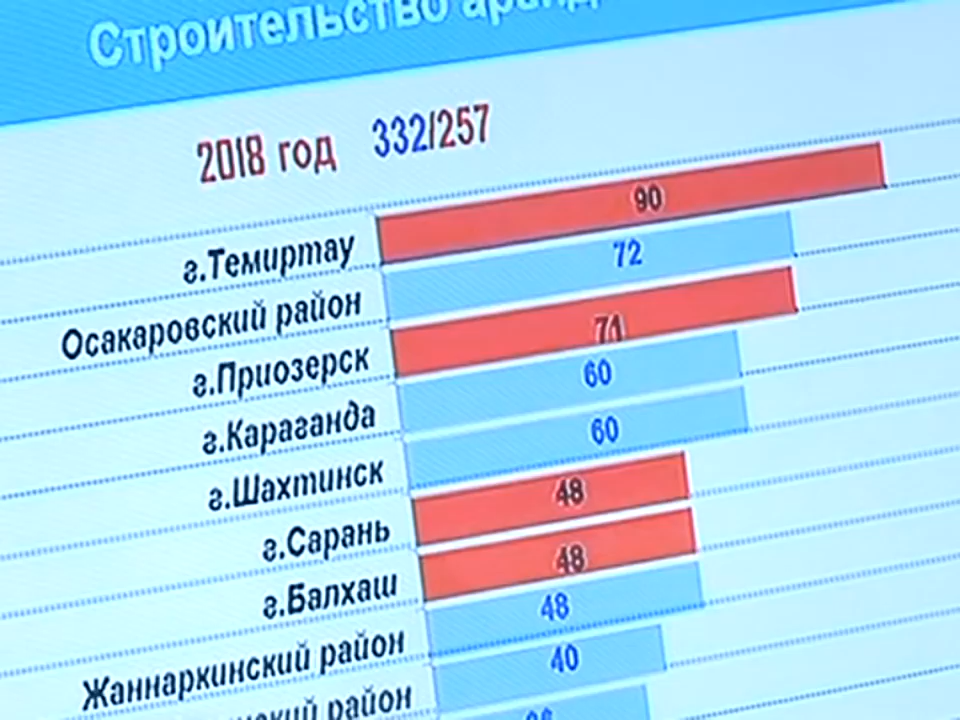 Строительство
2018 год 332/257
90
г.Темиртау
72
Осакаровский район
71
г.Приозерск
60
г.Караганда
60
г.Шахтинск
48
г.Сарань
48
г.Балхаш
48
Жаннаркинский район
40
район